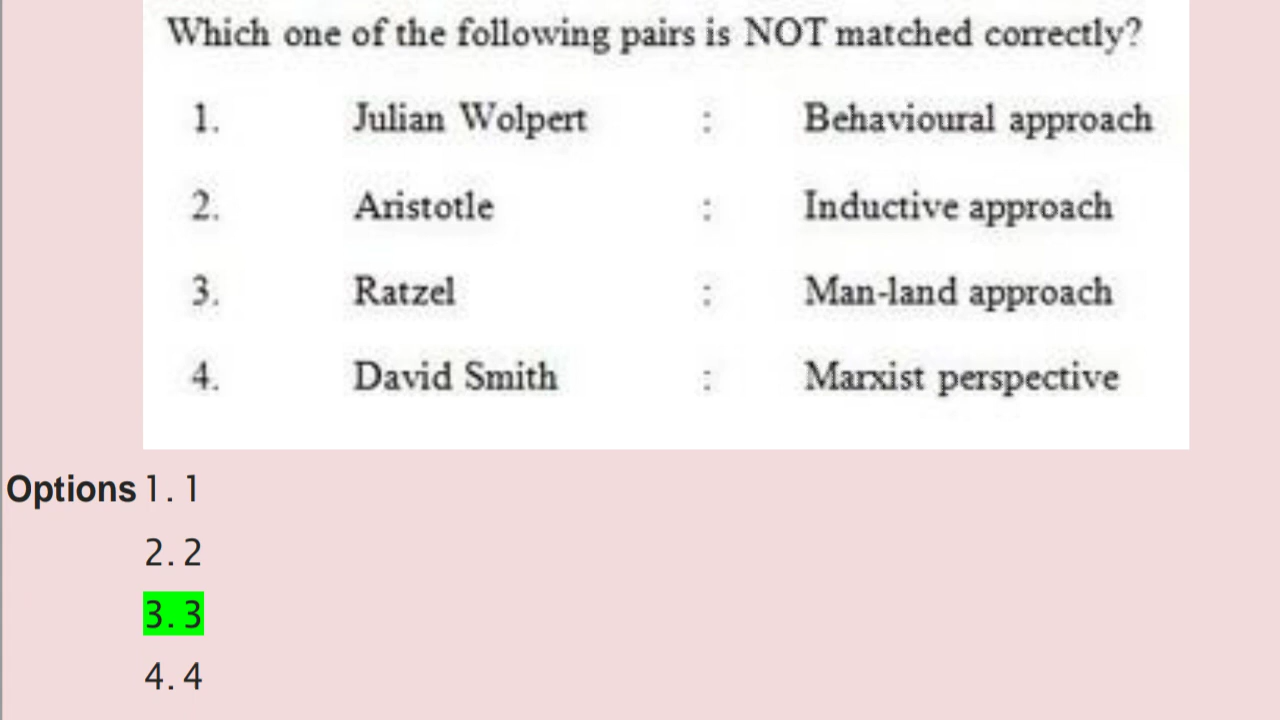 Which one of the following pairs is NOT matched correctly?
1. Julian Wolpert : Behavioural approach
2. Aristotle : Inductive approach
3. Ratzel : Man-land approach
4. David Smith : Marxist perspective
Options 1. 1
2. 2
3. 3
4. 4